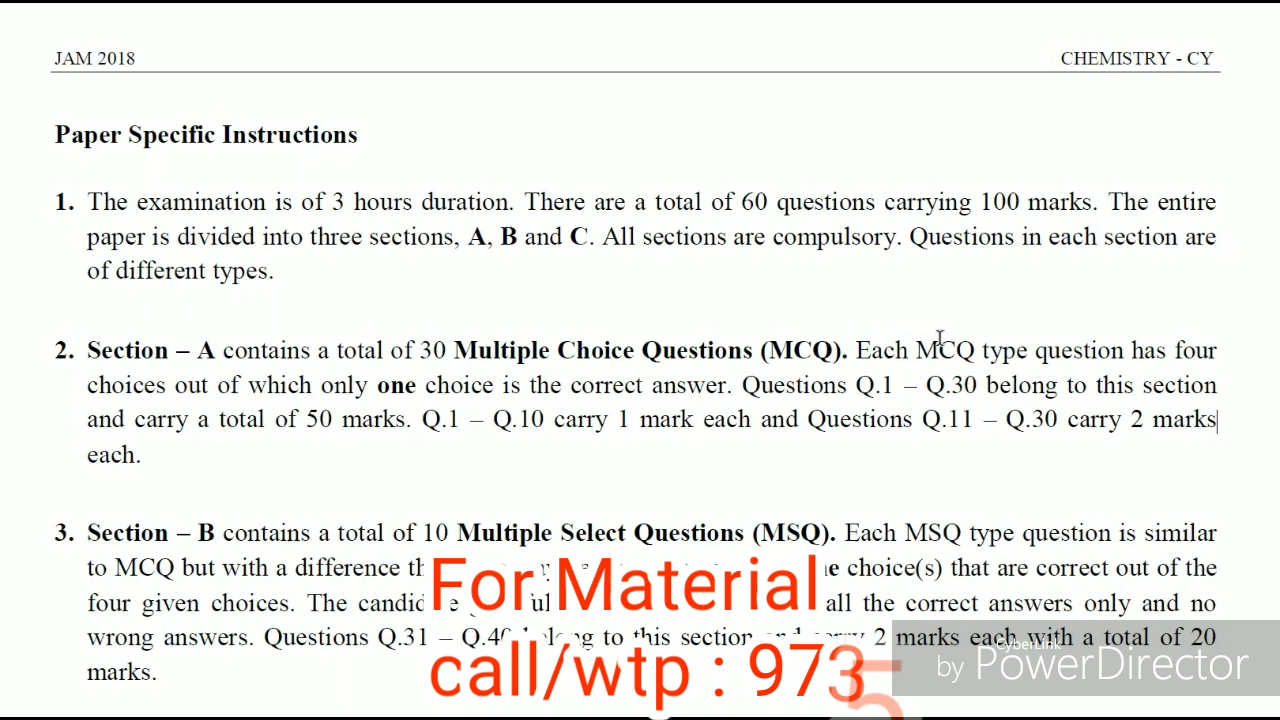 JAM 2018
CHEMISTRY - CY
Paper Specific Instructions
1. The examination is of 3 hours duration. There are a total of 60 questions carrying 100 marks. The entire
paper is divided into three sections, A, B and C. All sections are compulsory. Questions in each section are
of different types.
2. Section – A contains a total of 30 Multiple Choice Questions (MCQ). Each MCQ type question has four
choices out of which only one choice is the correct answer. Questions Q.1 – Q.30 belong to this section
and carry a total of 50 marks. Q.1 – Q.10 carry 1 mark each and Questions Q.11 – Q.30 carry 2 marks
each.
3. Section – B contains a total of 10 Multiple Select Questions (MSQ). Each MSQ type question is similar
to MCQ but with a difference choice(s) that are correct out of the
four given choices. The all the correct answers only and no
wrong answers. Questions Q.31 – Q.40 belong to this section and carry 2 marks each with a total of 20
marks.
For Material
call/wtp : 9735
CyberLink
by PowerDirector